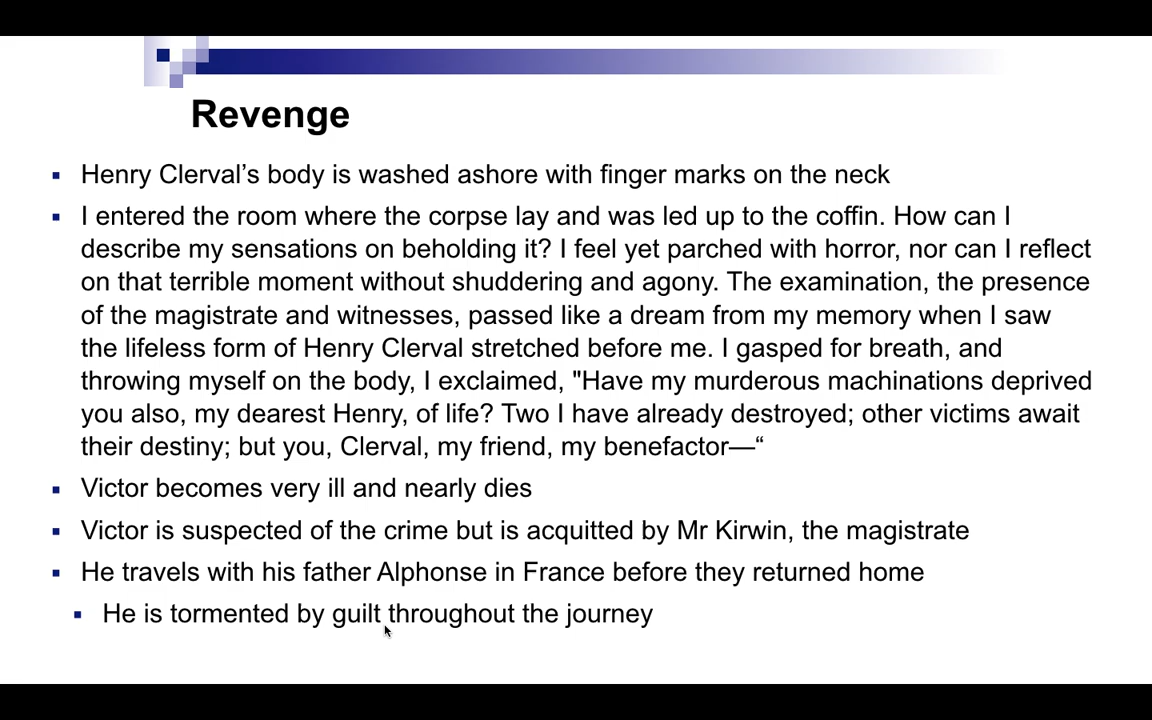 Revenge
Henry Clerval’s body is washed ashore with finger marks on the neck
I entered the room where the corpse lay and was led up to the coffin. How can I
describe my sensations on beholding it? I feel yet parched with horror, nor can I reflect
on that terrible moment without shuddering and agony. The examination, the presence
of the magistrate and witnesses, passed like a dream from my memory when I saw
the lifeless form of Henry Clerval stretched before me. I gasped for breath, and
throwing myself on the body, I exclaimed, "Have my murderous machinations deprived
you also, my dearest Henry, of life? Two I have already destroyed; other victims await
their destiny; but you, Clerval, my friend, my benefactor—“
Victor becomes very ill and nearly dies
Victor is suspected of the crime but is acquitted by Mr Kirwin, the magistrate
He travels with his father Alphonse in France before they returned home
He is tormented by guilt throughout the journey